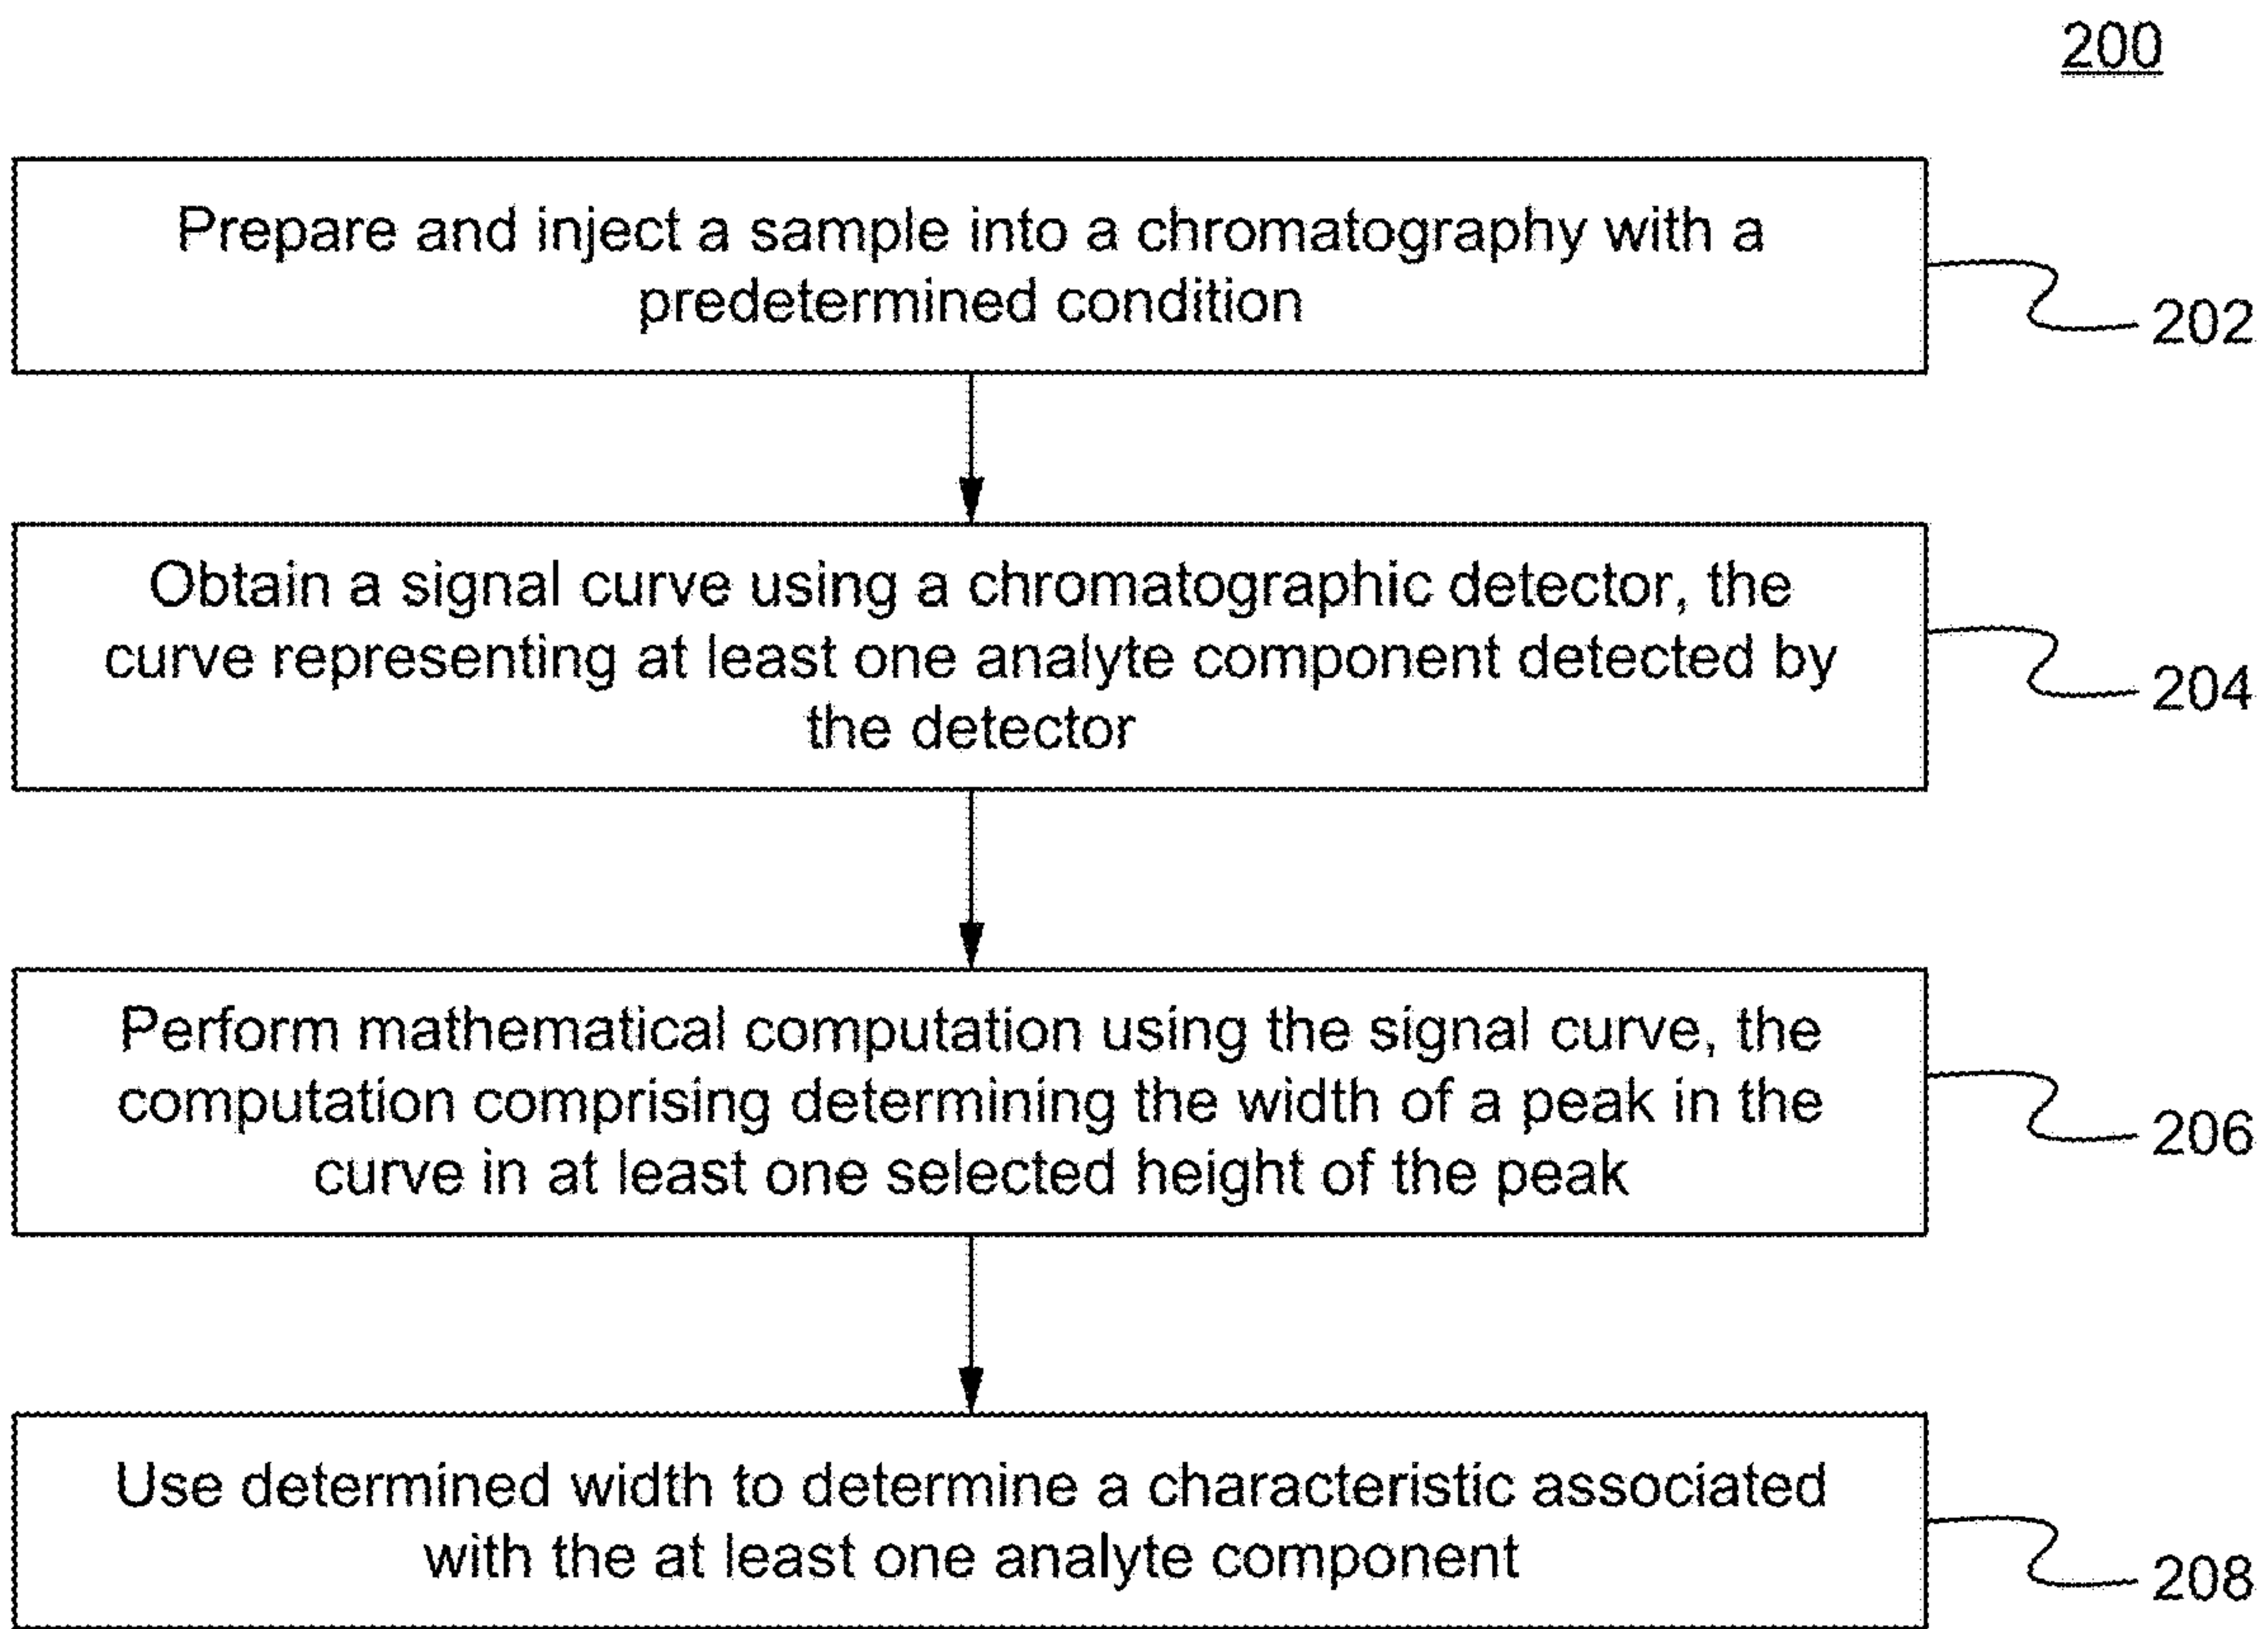 200
Prepare and inject a sample into a chromatography with a
predetermined condition
202
Obtain a signal curve using a chromatographic detector, the
curve representing at least one analyte component detected by
the detector
204
Perform mathematical computation using the signal curve, the
computation comprising determining the width of a peak in the
curve in at least one selected height of the peak
206
Use determined width to determine a characteristic associated
with the at least one analyte component
208